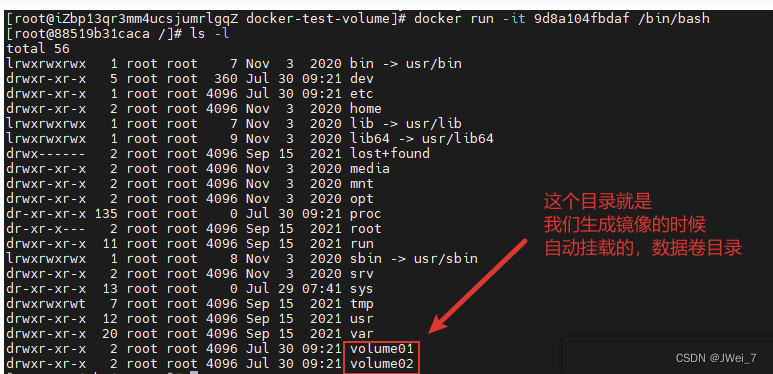 [root@iZbp13qr3mm4ucsjumrlgqZ docker-test-volume]# docker run -it 9d8a104fbdaf /bin/bash
[root@88519b31caca /]# ls -l
total 56
lrwxrwxrwx   1 root root    7 Nov  3  2020 bin -> usr/bin
drwxr-xr-x   5 root root  360 Jul 30 09:21 dev
drwxr-xr-x   1 root root 4096 Jul 30 09:21 etc
drwxr-xr-x   2 root root 4096 Nov  3  2020 home
lrwxrwxrwx   1 root root    7 Nov  3  2020 lib -> usr/lib
lrwxrwxrwx   1 root root    9 Nov  3  2020 lib64 -> usr/lib64
drwx------   2 root root 4096 Sep 15  2021 lost+found
drwxr-xr-x   2 root root 4096 Nov  3  2020 media
drwxr-xr-x   2 root root 4096 Nov  3  2020 mnt
drwxr-xr-x   2 root root 4096 Nov  3  2020 opt
dr-xr-xr-x 135 root root    0 Jul 30 09:21 proc
dr-xr-x---   2 root root 4096 Sep 15  2021 root
drwxr-xr-x  11 root root 4096 Sep 15  2021 run
lrwxrwxrwx   1 root root    8 Nov  3  2020 sbin -> usr/sbin
drwxr-xr-x   2 root root 4096 Nov  3  2020 srv
dr-xr-xr-x  13 root root    0 Jul 29 07:41 sys
drwxrwxrwt   7 root root 4096 Sep 15  2021 tmp
drwxr-xr-x  12 root root 4096 Sep 15  2021 usr
drwxr-xr-x  20 root root 4096 Sep 15  2021 var
drwxr-xr-x   2 root root 4096 Jul 30 09:21 volume01
drwxr-xr-x   2 root root 4096 Jul 30 09:21 volume02
这个目录就是
我们生成镜像的时候
自动挂载的，数据卷目录
CSDN @JWei_7